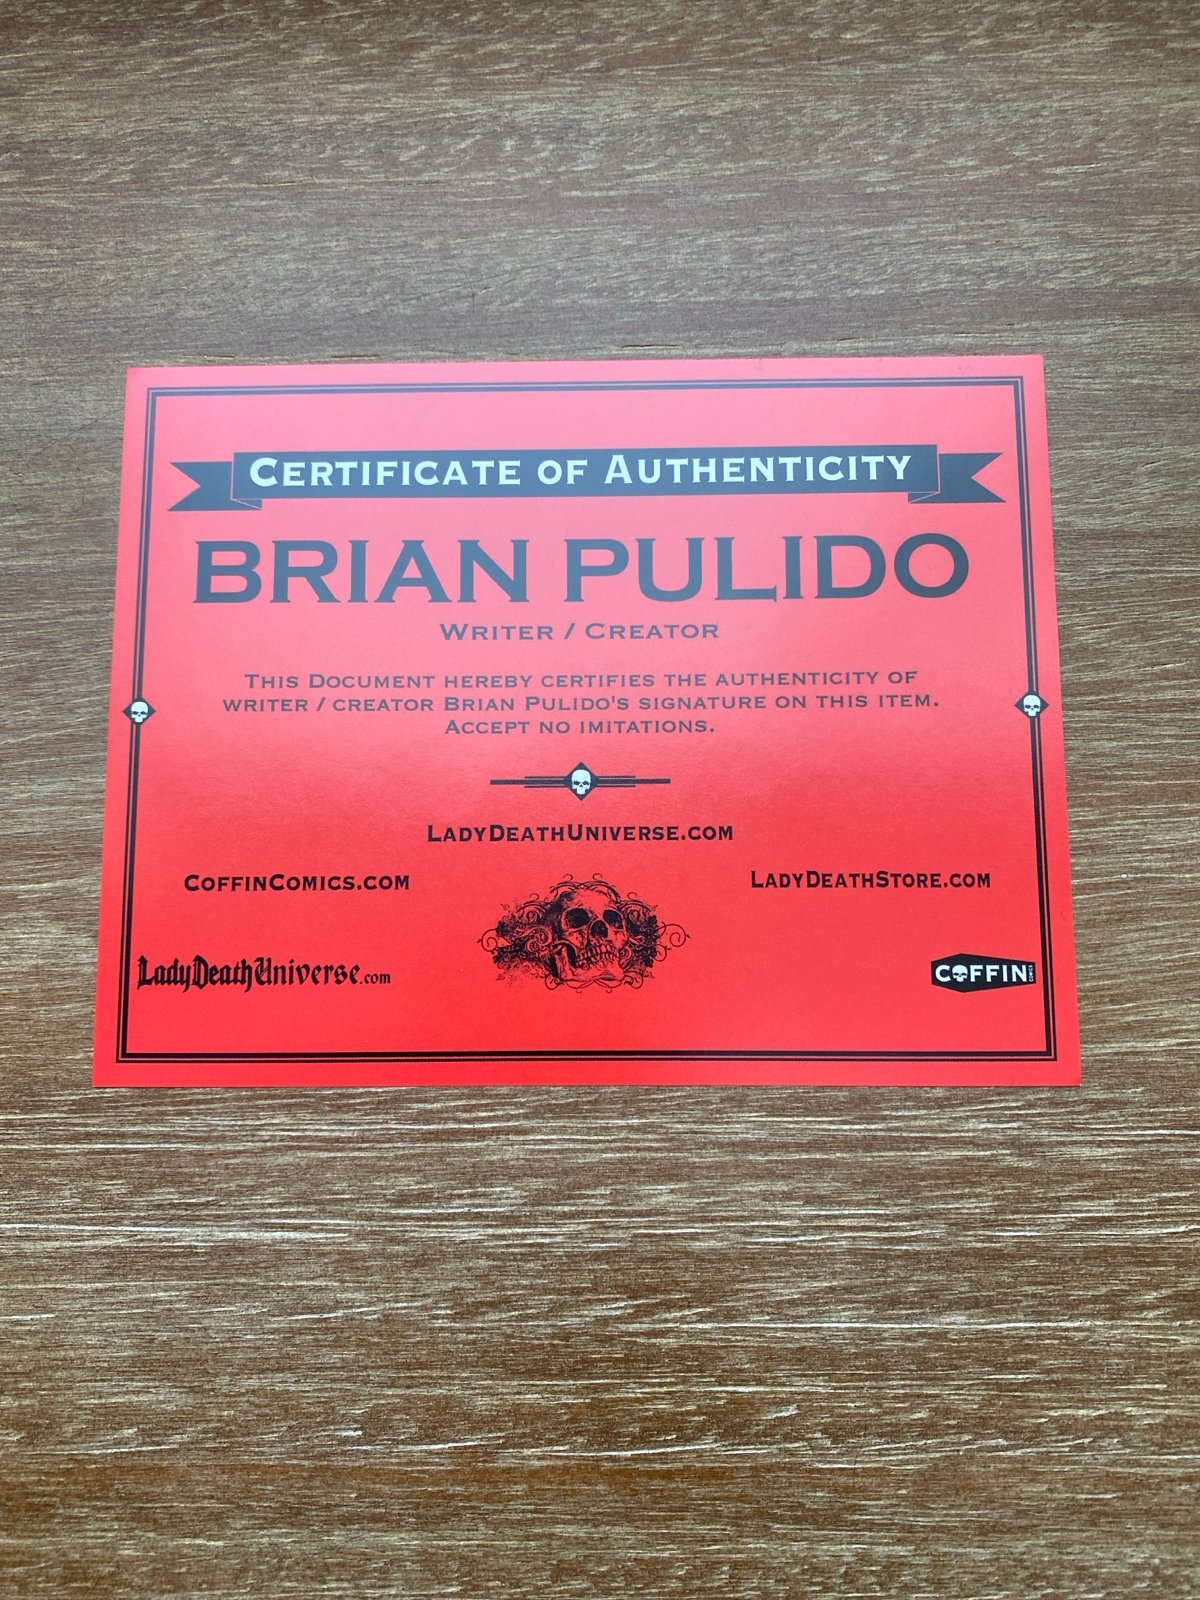 Certificate of Authenticity
BRIAN PULIDO
Writer / Creator
This Document hereby certifies the authenticity of
writer / creator Brian Pulido's signature on this item.
Accept no imitations.
LadyDeathUniverse.com
CoffinComics.com
LadyDeathStore.com
LadyDeathUniverse.com
COFFIN COMICS